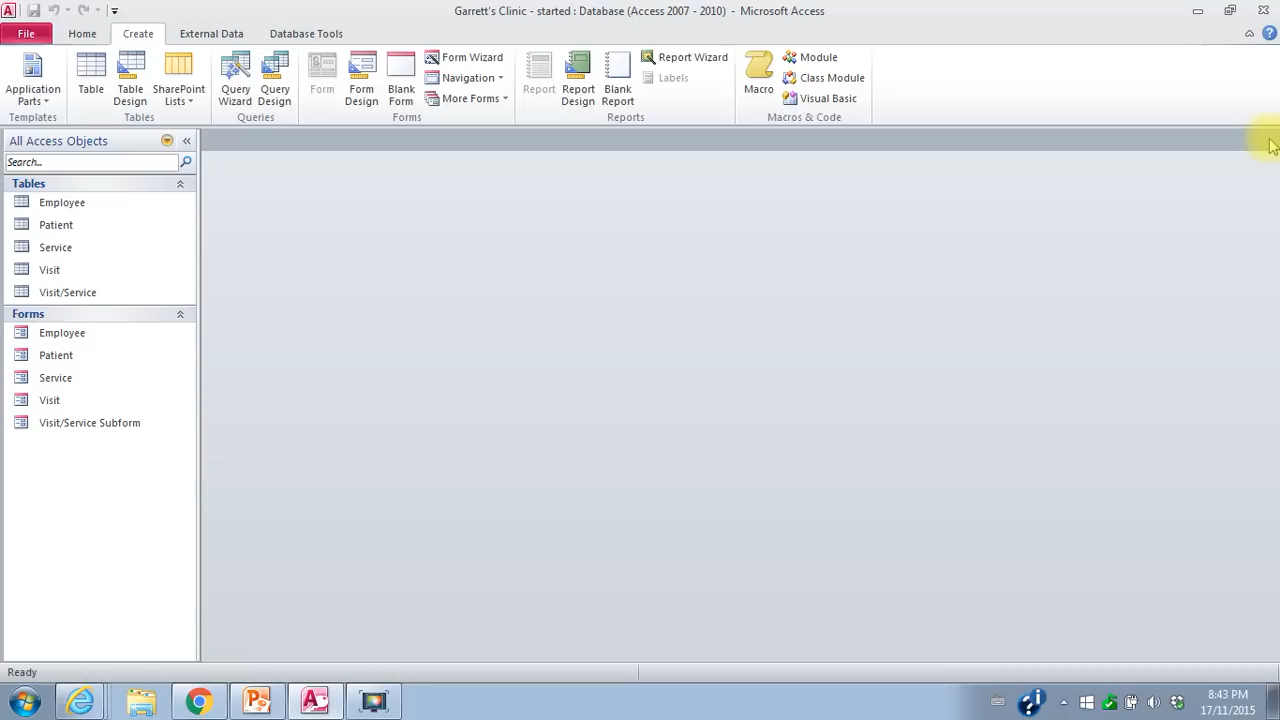 Garrett's Clinic - started : Database (Access 2007 - 2010) - Microsoft Access
File Home Create External Data Database Tools
Application Parts
Table
Table Design
SharePoint Lists
Query Wizard
Query Design
Form
Form Design
Blank Form
Form Wizard
Navigation
More Forms
Report
Report Design
Blank Report
Report Wizard
Labels
Macro
Module
Class Module
Visual Basic
Templates Tables Queries Forms Reports Macros & Code
All Access Objects
Search...
Tables
Employee
Patient
Service
Visit
Visit/Service
Forms
Employee
Patient
Service
Visit
Visit/Service Subform
Ready
8:43 PM
17/11/2015